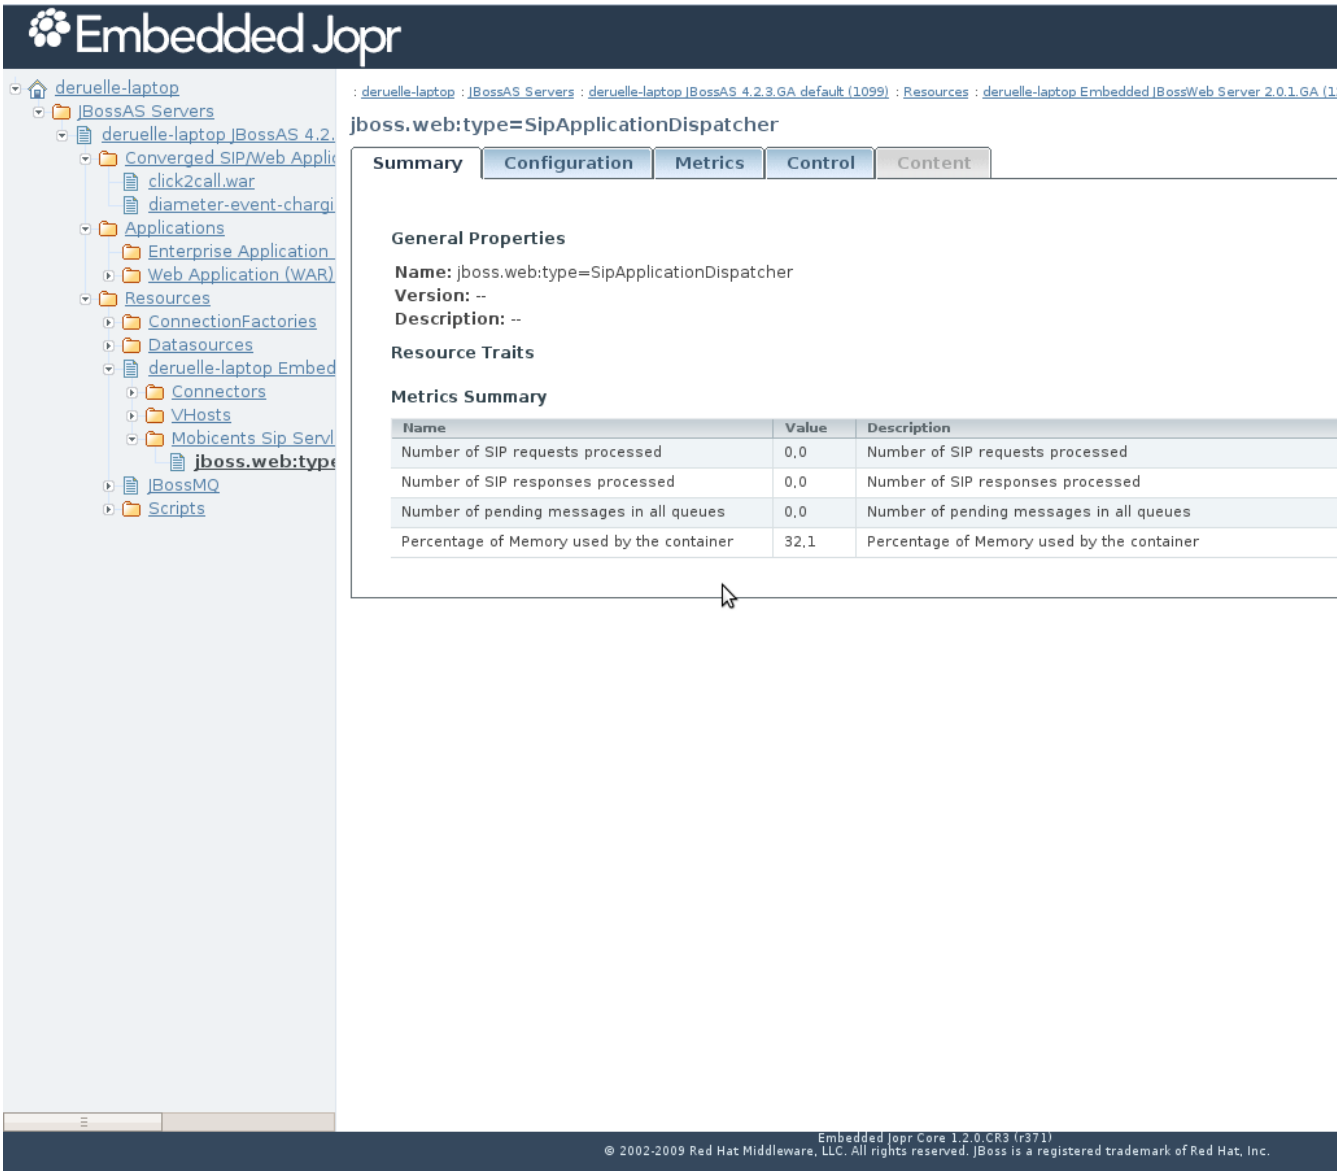 Embedded Jopr
deruelle-laptop
JBossAS Servers
deruelle-laptop JBossAS 4.2.
Converged SIP/Web Applic
click2call.war
diameter-event-chargi
Applications
Enterprise Application
Web Application (WAR)
Resources
ConnectionFactories
Datasources
deruelle-laptop Embed
Connectors
VHosts
Mobicents Sip Servl
jboss.web:type
JBossMQ
Scripts
: deruelle-laptop : JBossAS Servers : deruelle-laptop JBossAS 4.2.3.GA default (1099) : Resources : deruelle-laptop Embedded JBossWeb Server 2.0.1.GA (1
jboss.web:type=SipApplicationDispatcher
Summary Configuration Metrics Control Content
General Properties
Name: jboss.web:type=SipApplicationDispatcher
Version: --
Description: --
Resource Traits
Metrics Summary
Name Value Description
Number of SIP requests processed 0,0 Number of SIP requests processed
Number of SIP responses processed 0,0 Number of SIP responses processed
Number of pending messages in all queues 0,0 Number of pending messages in all queues
Percentage of Memory used by the container 32,1 Percentage of Memory used by the container
Embedded Jopr Core 1.2.0.CR3 (r371)
© 2002-2009 Red Hat Middleware, LLC. All rights reserved. JBoss is a registered trademark of Red Hat, Inc.